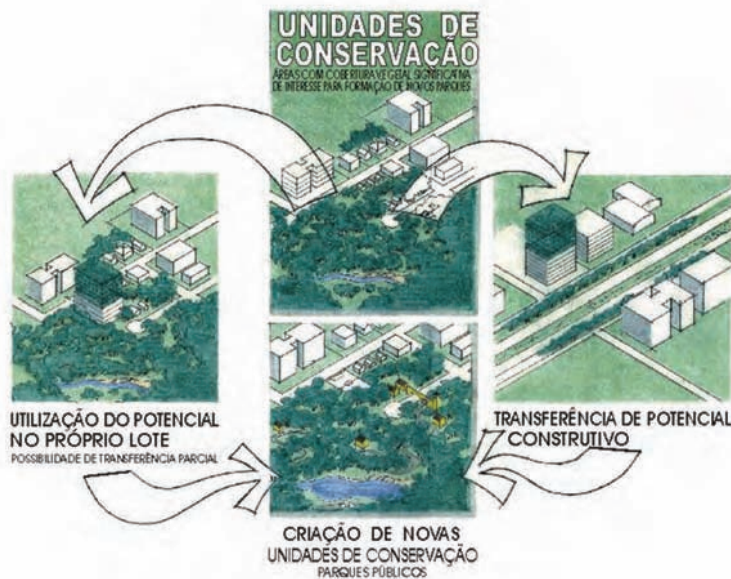 UNIDADES DE
CONSERVAÇÃO
ÁREAS COM COBERTURA VEGETAL SIGNIFICATIVA
DE INTERESSE PARA FORMAÇÃO DE NOVOS PARQUES
UTILIZAÇÃO DO POTENCIAL
NO PRÓPRIO LOTE
POSSIBILIDADE DE TRANSFERÊNCIA PARCIAL
TRANSFERÊNCIA DE POTENCIAL
CONSTRUTIVO
CRIAÇÃO DE NOVAS
UNIDADES DE CONSERVAÇÃO
PARQUES PÚBLICOS